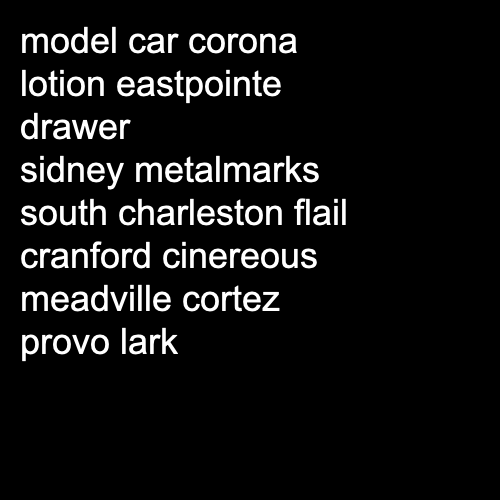 model car corona
lotion eastpointe
drawer
sidney metalmarks
south charleston flail
cranford cinereous
meadville cortez
provo lark